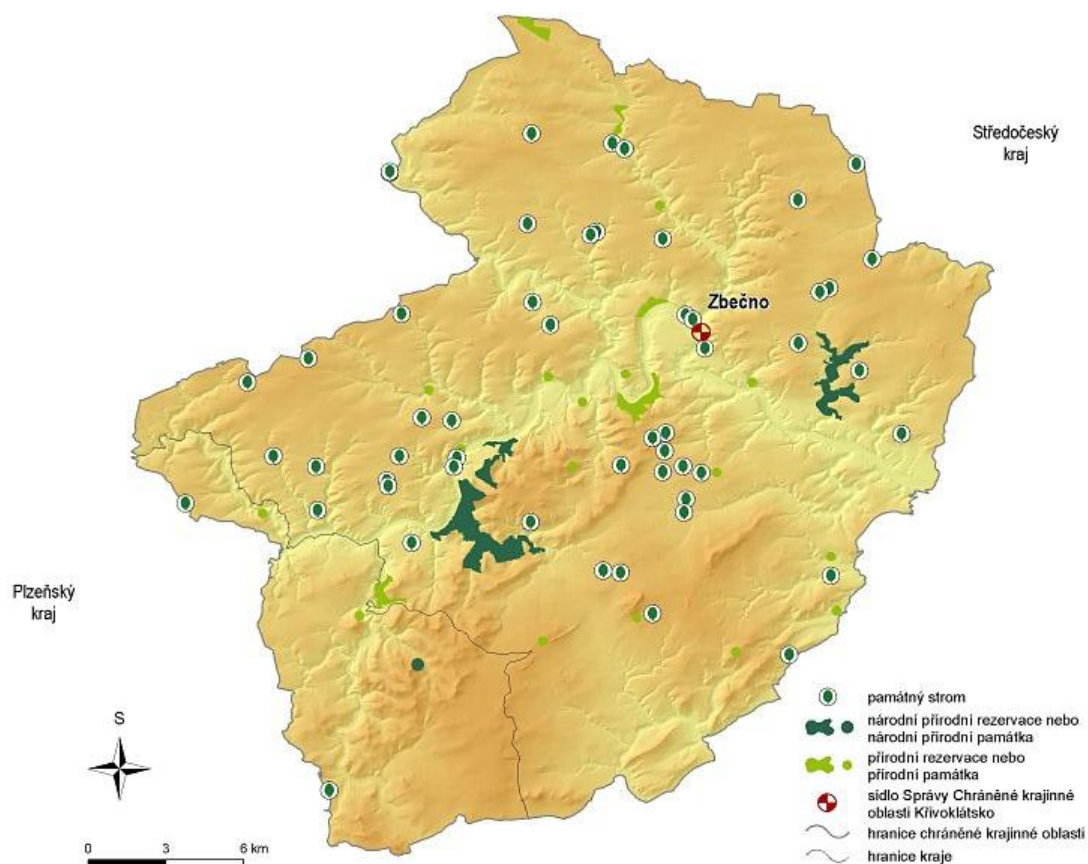 Středočeský
kraj
Zbečno
Plzeňský
kraj
S
0 3 6 km
památný strom
národní přírodní rezervace nebo
národní přírodní památka
přírodní rezervace nebo
přírodní památka
sídlo Správy Chráněné krajinné
oblasti Křivoklátsko
hranice chráněné krajinné oblasti
hranice kraje